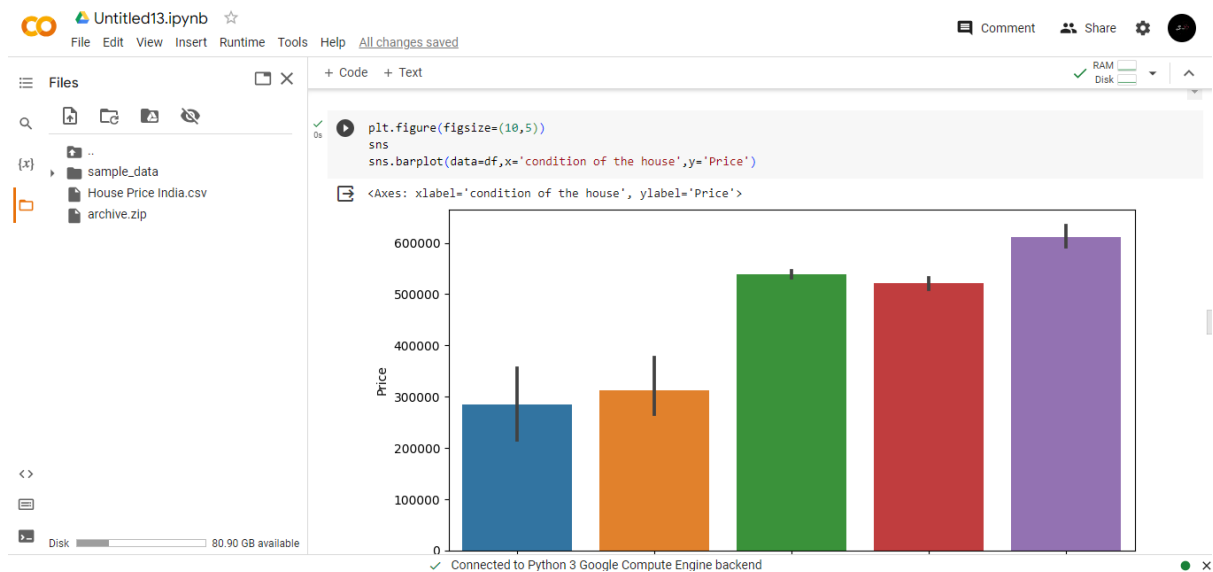 Untitled13.ipynb
File Edit View Insert Runtime Tools Help All changes saved
Comment Share
Files
+ Code + Text
RAM
Disk
{x}
..
sample_data
House Price India.csv
archive.zip
0s
plt.figure(figsize=(10,5))
sns
sns.barplot(data=df,x='condition of the house',y='Price')
<Axes: xlabel='condition of the house', ylabel='Price'>
600000
500000
400000
300000
200000
100000
0
Price
Disk 80.90 GB available
Connected to Python 3 Google Compute Engine backend